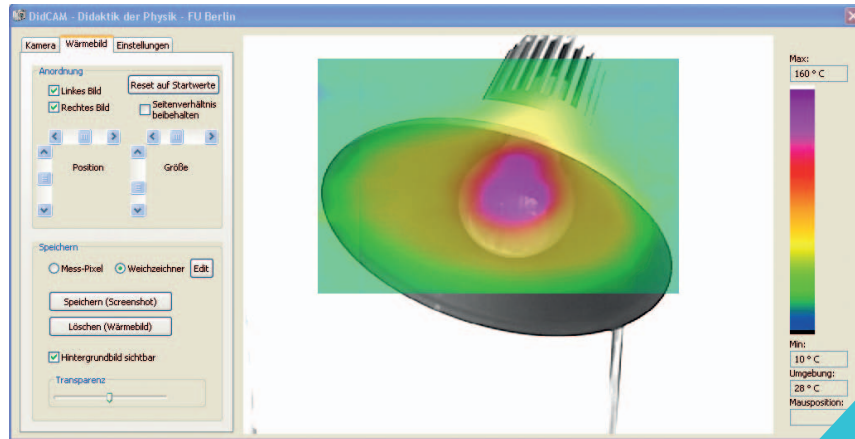 DidCAM - Didaktik der Physik - FU Berlin
Kamera Wärmebild Einstellungen
Anordnung
Linkes Bild
Rechtes Bild
Reset auf Startwerte
Seitenverhältnis
beibehalten
Position
Größe
Speichern
Mess-Pixel Weichzeichner Edit
Speichern (Screenshot)
Löschen (Wärmebild)
Hintergrundbild sichtbar
Transparenz
Max:
160 ° C
Min:
10 ° C
Umgebung:
28 ° C
Mausposition: